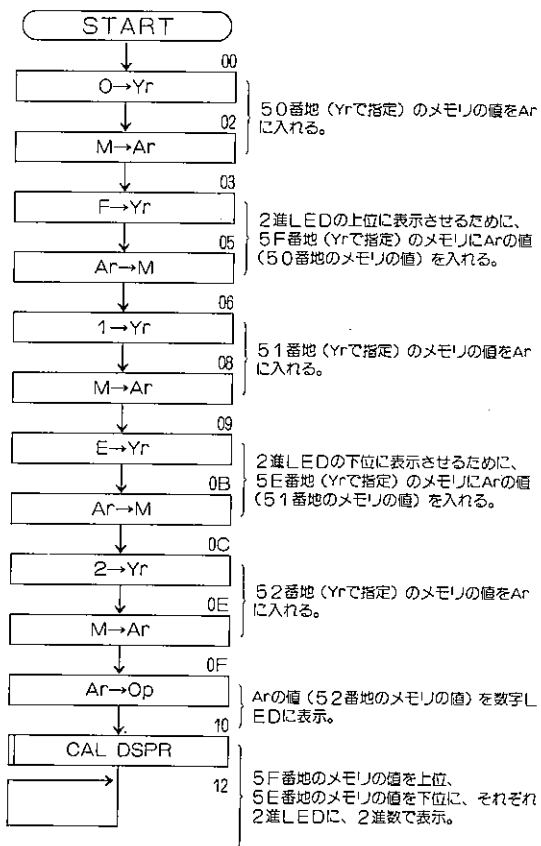 START
00
0→Yr
50番地（Yrで指定）のメモリの値をAr
に入れる。
02
M→Ar
03
F→Yr
2進LEDの上位に表示させるために、
5F番地（Yrで指定）のメモリにArの値
（50番地のメモリの値）を入れる。
05
Ar→M
06
1→Yr
51番地（Yrで指定）のメモリの値をAr
に入れる。
08
M→Ar
09
E→Yr
2進LEDの下位に表示させるために、
5E番地（Yrで指定）のメモリにArの値
（51番地のメモリの値）を入れる。
0B
Ar→M
0C
2→Yr
52番地（Yrで指定）のメモリの値をAr
に入れる。
0E
M→Ar
0F
Ar→Op
Arの値（52番地のメモリの値）を数字L
EDに表示。
10
CAL DSPR
12
5F番地のメモリの値を上位、
5E番地のメモリの値を下位に、それぞれ
2進LEDに、2進数で表示。